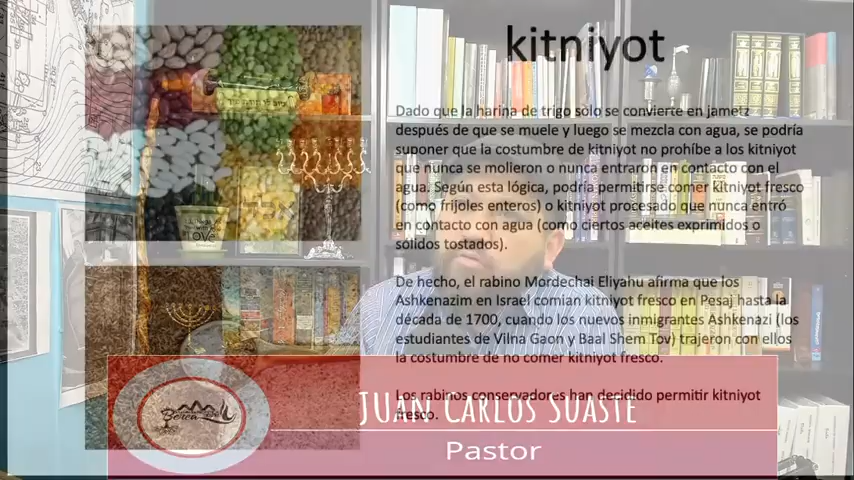 kitniyot
Dado que la harina de trigo solo se convierte en jametz
después de que se muele y luego se mezcla con agua, se podría
suponer que la costumbre de kitniyot no prohíbe a los kitniyot
que nunca se molieron o nunca entraron en contacto con el
agua. Según esta lógica, podría permitirse comer kitniyot fresco
(como frijoles enteros) o kitniyot procesado que nunca entró
en contacto con agua (como ciertos aceites exprimidos o
sólidos tostados).
De hecho, el rabino Mordechai Eliyahu afirma que los
Ashkenazim en Israel comían kitniyot fresco en Pesaj hasta la
década de 1700, cuando los nuevos inmigrantes Ashkenazi (los
estudiantes de Vilna Gaon y Baal Shem Tov) trajeron con ellos
la costumbre de no comer kitniyot fresco.
Los rabinos conservadores han decidido permitir kitniyot
fresco.
JUAN CARLOS SUASTE
Pastor
Berea
LOVE